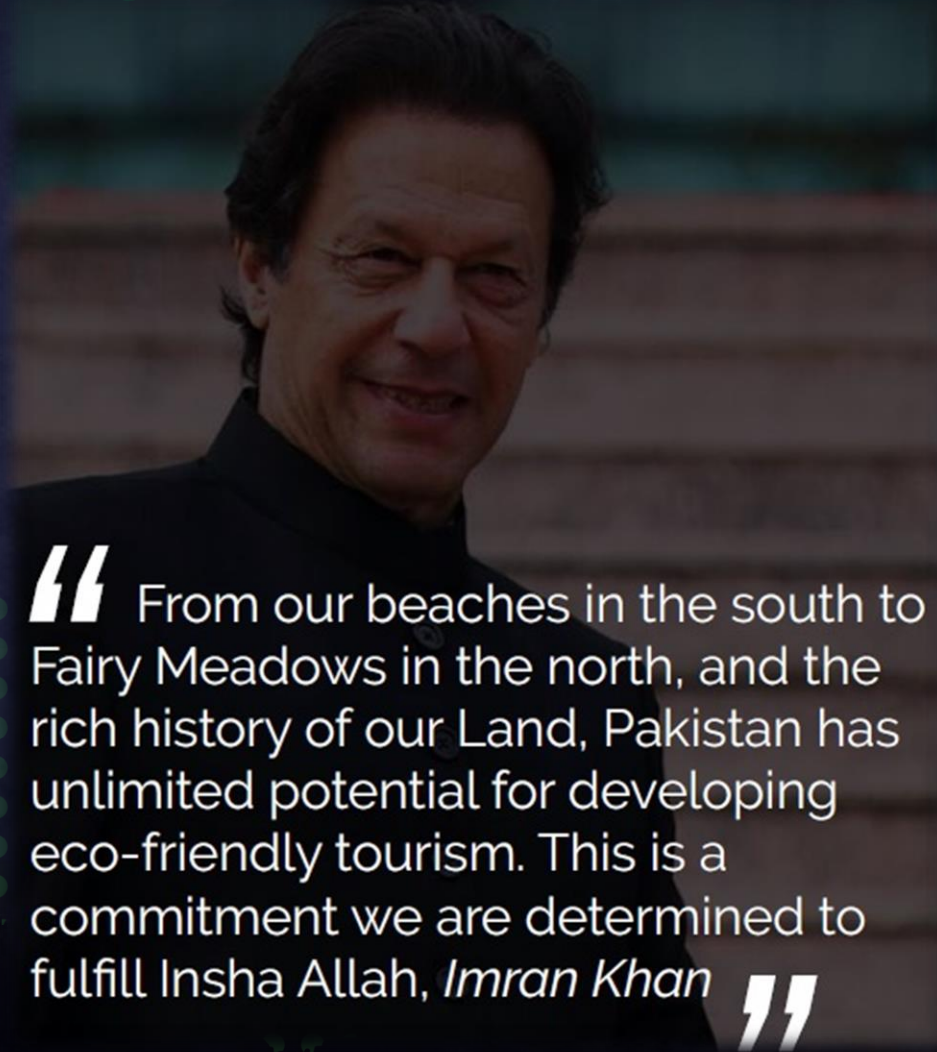 “ From our beaches in the south to
Fairy Meadows in the north, and the
rich history of our Land, Pakistan has
unlimited potential for developing
eco-friendly tourism. This is a
commitment we are determined to
fulfill Insha Allah, Imran Khan ”